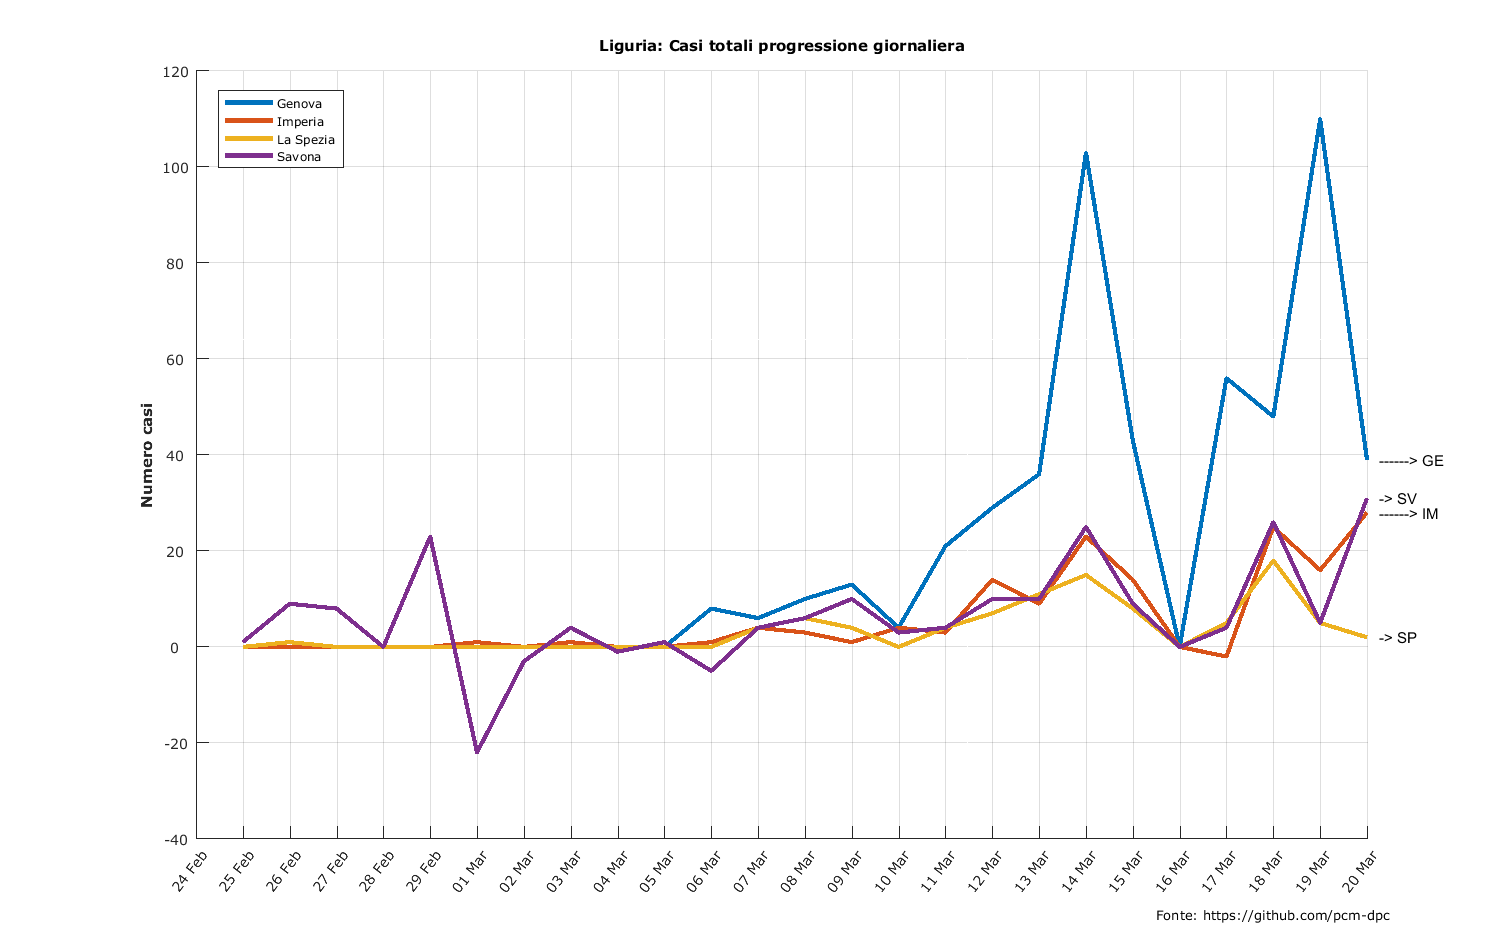 Liguria: Casi totali progressione giornaliera
Numero casi
120
100
80
60
40
20
0
-20
-40
Genova
Imperia
La Spezia
Savona
------> GE
-> SV
------> IM
-> SP
24 Feb
25 Feb
26 Feb
27 Feb
28 Feb
29 Feb
01 Mar
02 Mar
03 Mar
04 Mar
05 Mar
06 Mar
07 Mar
08 Mar
09 Mar
10 Mar
11 Mar
12 Mar
13 Mar
14 Mar
15 Mar
16 Mar
17 Mar
18 Mar
19 Mar
20 Mar
Fonte: https://github.com/pcm-dpc